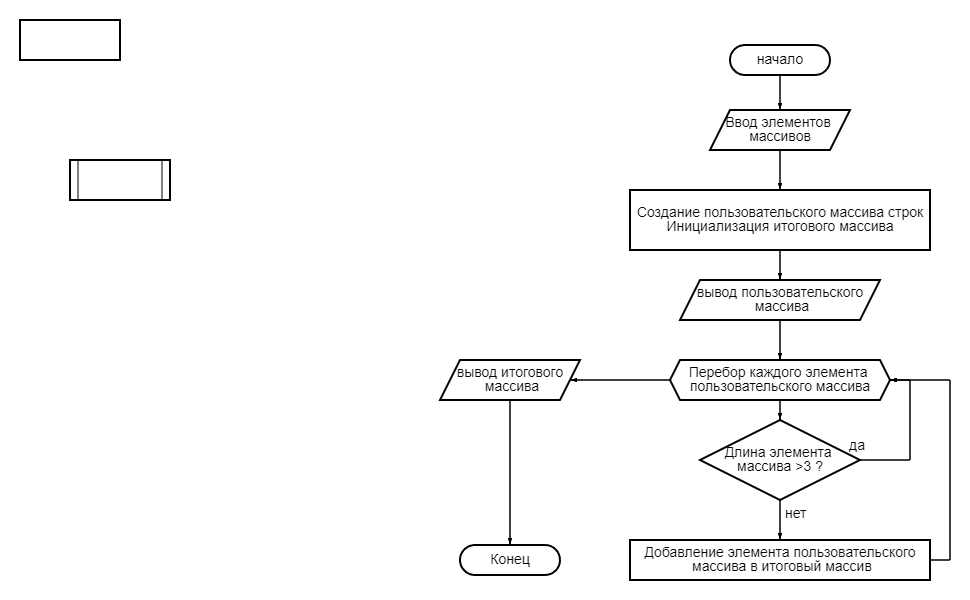 начало
Ввод элементов
массивов
Создание пользовательского массива строк
Инициализация итогового массива
вывод пользовательского
массива
Перебор каждого элемента
пользовательского массива
вывод итогового
массива
Длина элемента
массива >3 ?
да
нет
Добавление элемента пользовательского
массива в итоговый массив
Конец